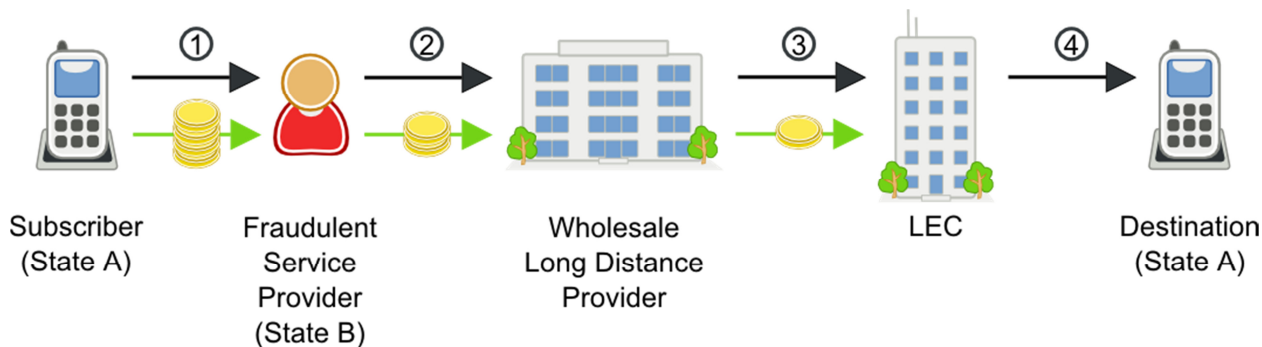 ① ② ③ ④
Subscriber
(State A)
Fraudulent
Service
Provider
(State B)
Wholesale
Long Distance
Provider
LEC
Destination
(State A)